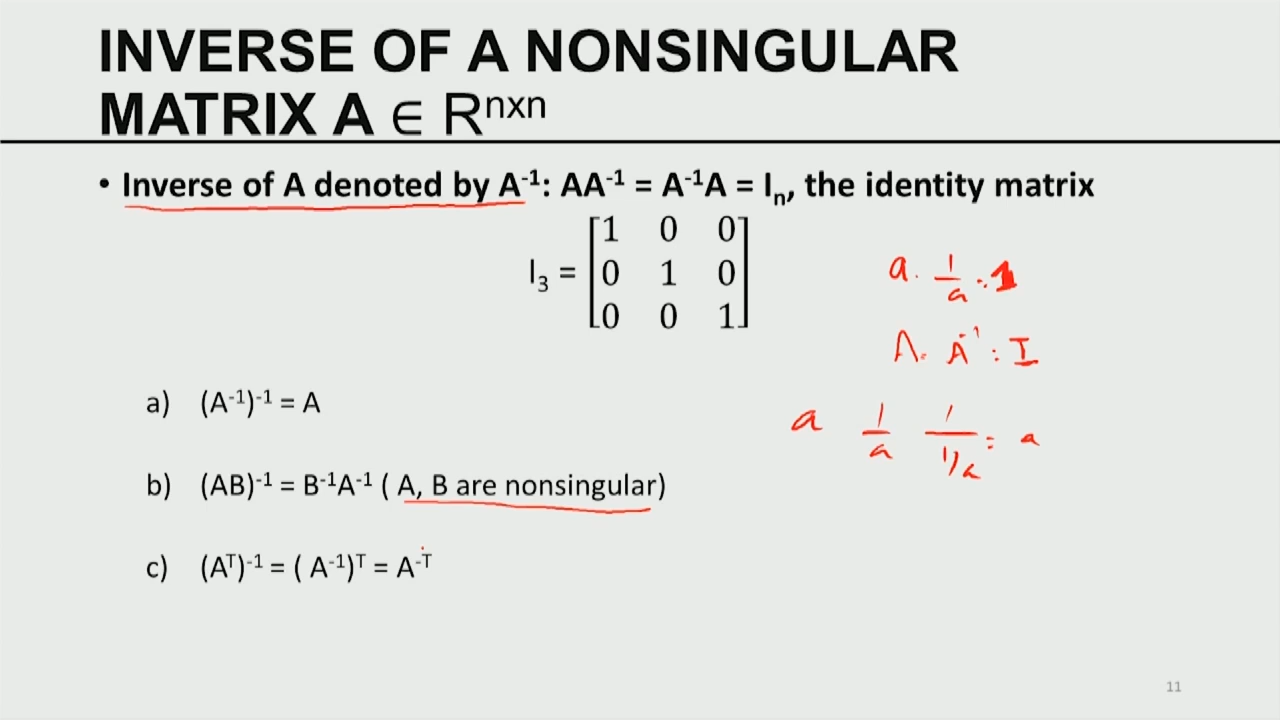 INVERSE OF A NONSINGULAR
MATRIX A ∈ Rⁿˣⁿ
• Inverse of A denoted by A⁻¹: AA⁻¹ = A⁻¹A = Iₙ, the identity matrix
I₃ = [1 0 0
0 1 0
0 0 1]
a. 1/a = 1
A. A⁻¹ = I
a 1/a 1/(1/a) = a
a) (A⁻¹)⁻¹ = A
b) (AB)⁻¹ = B⁻¹A⁻¹ ( A, B are nonsingular)
c) (Aᵀ)⁻¹ = ( A⁻¹)ᵀ = A⁻ᵀ
11